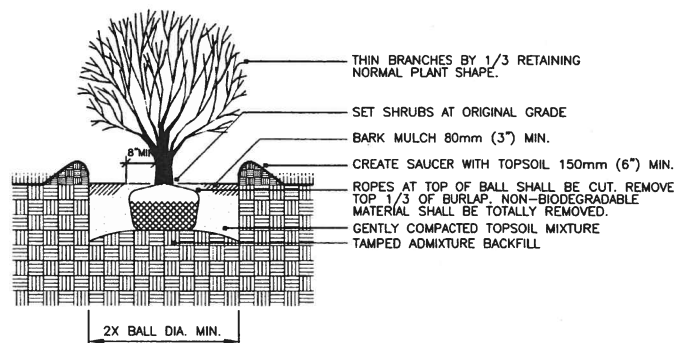 THIN BRANCHES BY 1/3 RETAINING
NORMAL PLANT SHAPE.
SET SHRUBS AT ORIGINAL GRADE
8"MIN
BARK MULCH 80mm (3") MIN.
CREATE SAUCER WITH TOPSOIL 150mm (6") MIN.
ROPES AT TOP OF BALL SHALL BE CUT. REMOVE
TOP 1/3 OF BURLAP. NON-BIODEGRADABLE
MATERIAL SHALL BE TOTALLY REMOVED.
GENTLY COMPACTED TOPSOIL MIXTURE
TAMPED ADMIXTURE BACKFILL
2X BALL DIA. MIN.